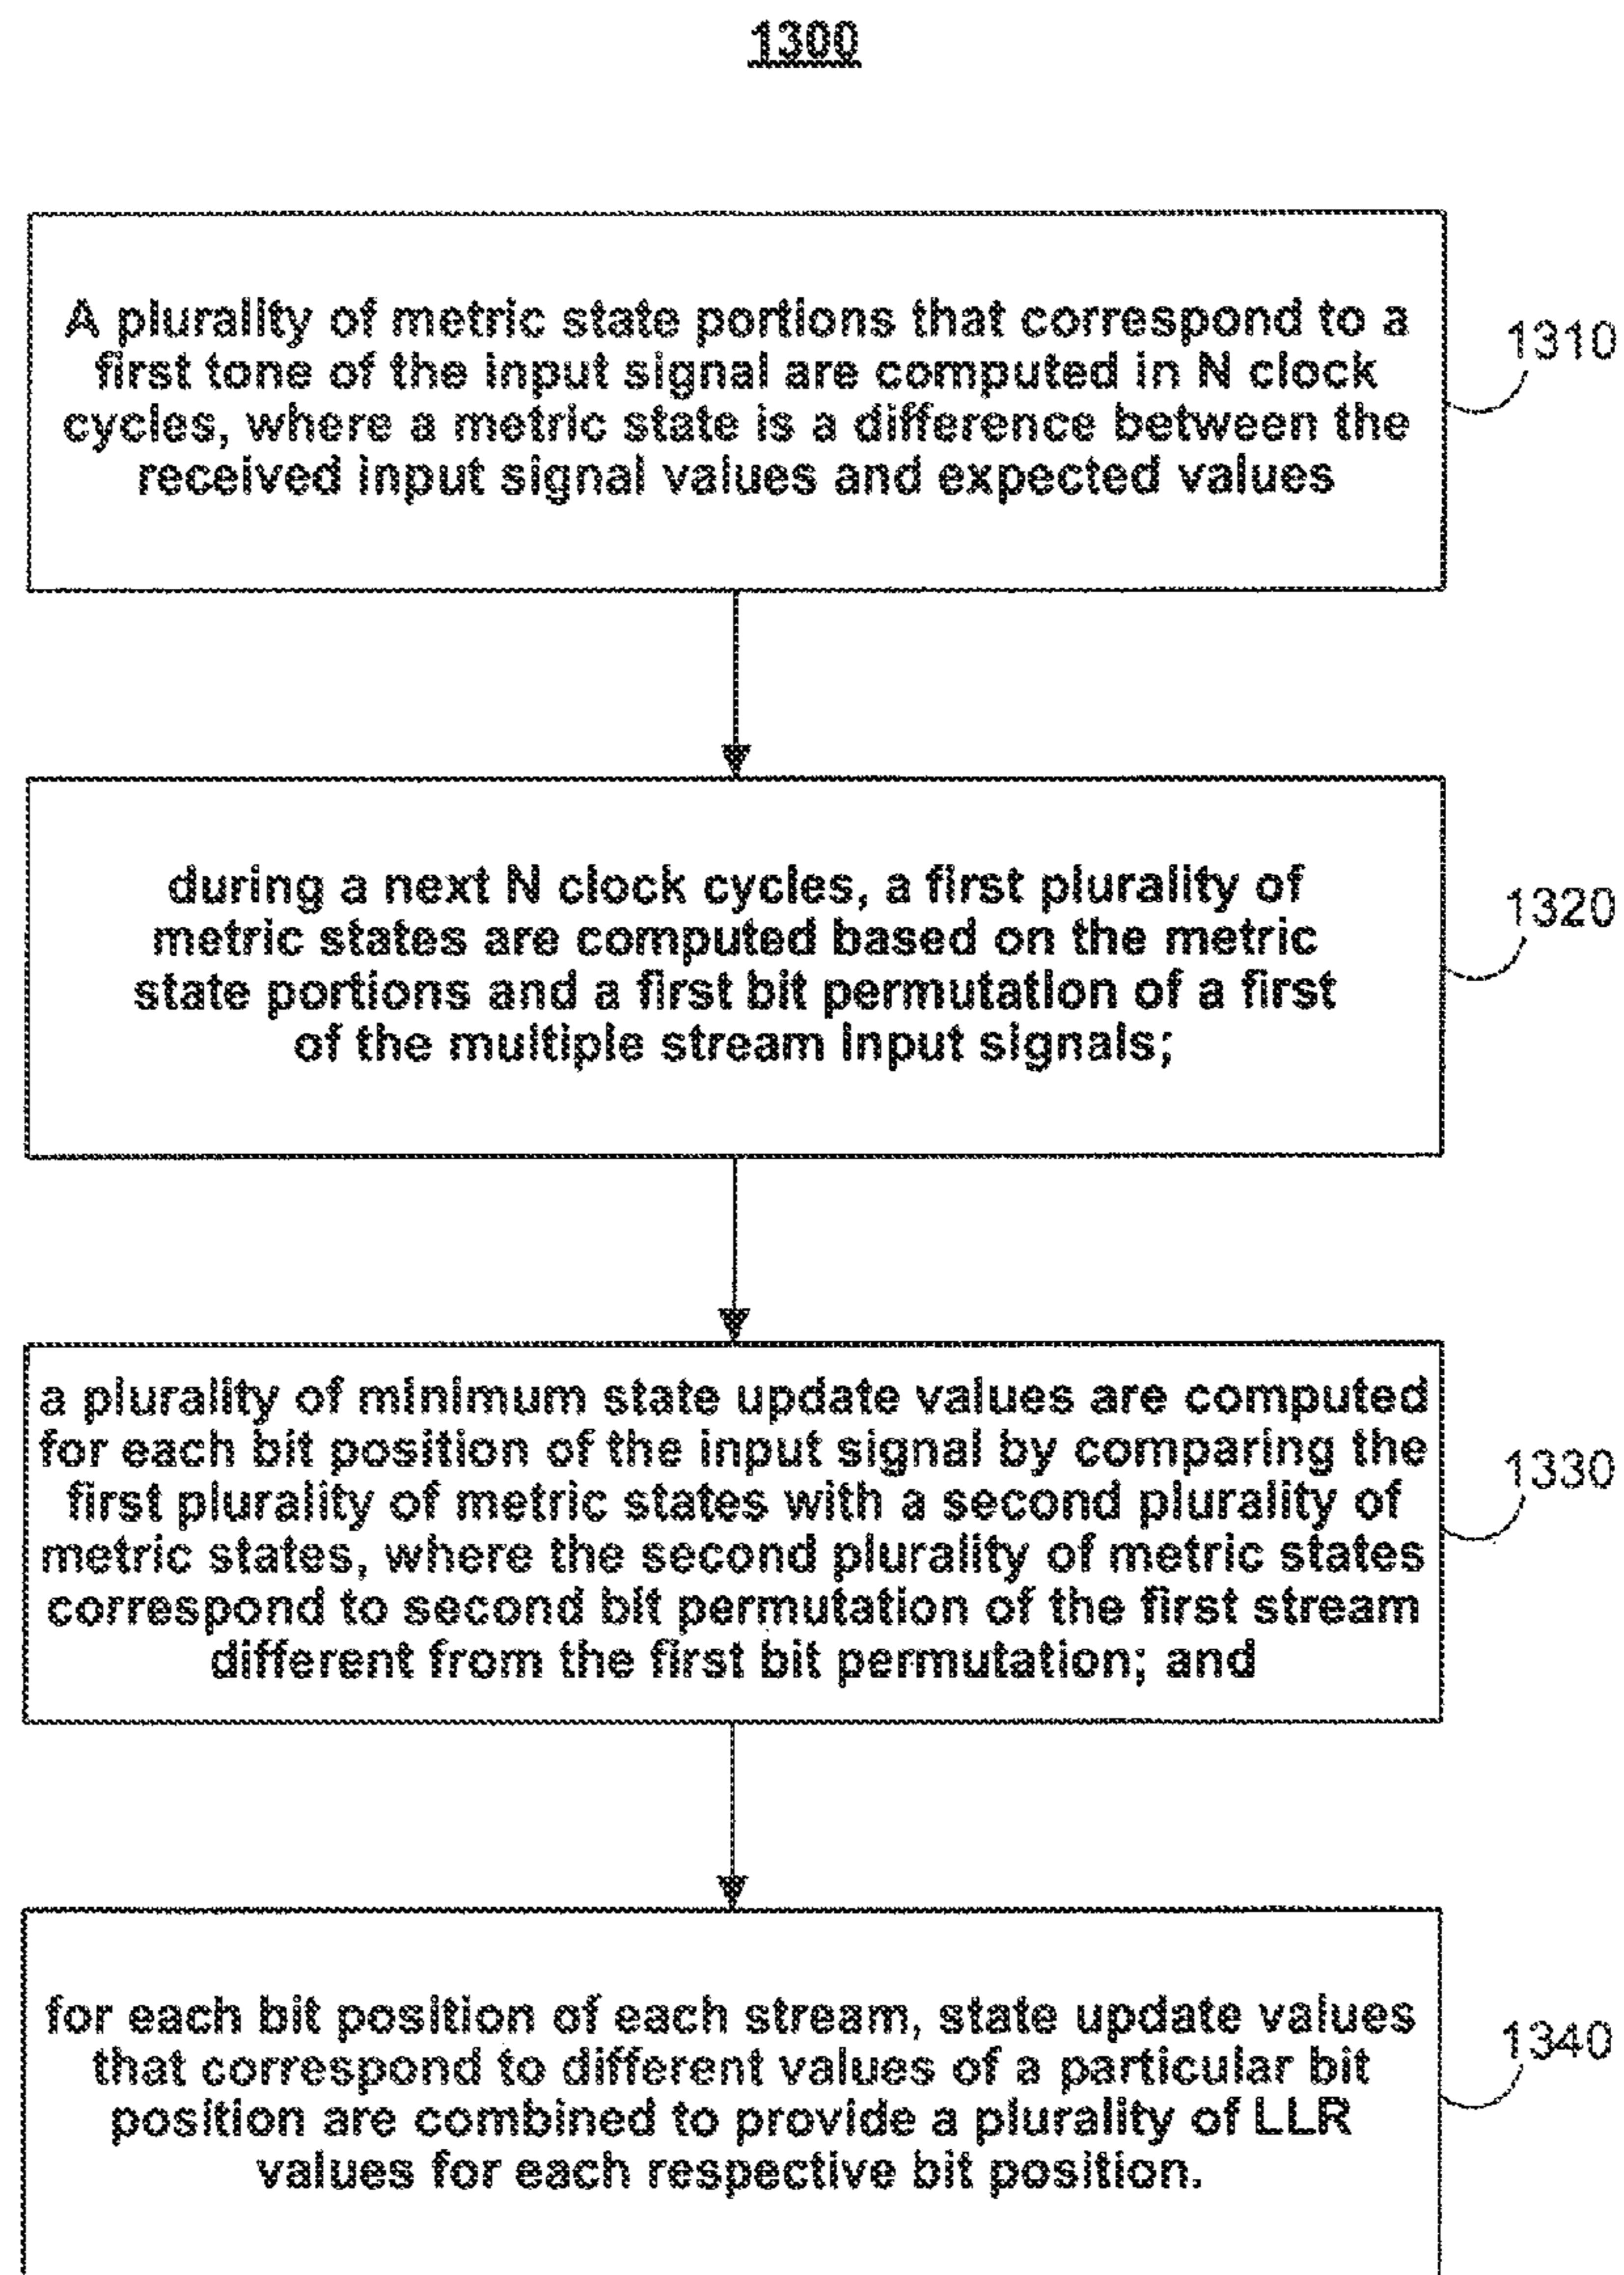 1300
A plurality of metric state portions that correspond to a
first tone of the input signal are computed in N clock
cycles, where a metric state is a difference between the
received input signal values and expected values
1310
during a next N clock cycles, a first plurality of
metric states are computed based on the metric
state portions and a first bit permutation of a first
of the multiple stream input signals;
1320
a plurality of minimum state update values are computed
for each bit position of the input signal by comparing the
first plurality of metric states with a second plurality of
metric states, where the second plurality of metric states
correspond to second bit permutation of the first stream
different from the first bit permutation; and
1330
for each bit position of each stream, state update values
that correspond to different values of a particular bit
position are combined to provide a plurality of LLR
values for each respective bit position.
1340